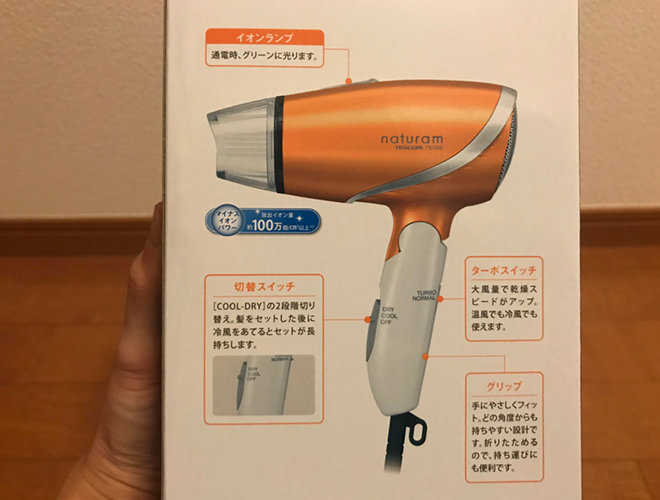 イオンランプ
通電時、グリーンに光ります。
naturam
マイナス
イオン
パワー
放出イオン量
約100万個/CB³以上
切替スイッチ
[COOL-DRY]の2段階切り
替え。髪をセットした後に
冷風をあてるとセットが長
持ちします。
DRY
COOL
OFF
TURBO
NORMAL
DRY
COOL
OFF
ターボスイッチ
大風量で乾燥ス
ピードがアップ。
温風でも冷風でも
使えます。
グリップ
手にやさしくフィッ
ト。どの角度からも
持ちやすい設計で
す。折りたためる
ので、持ち運びに
も便利です。